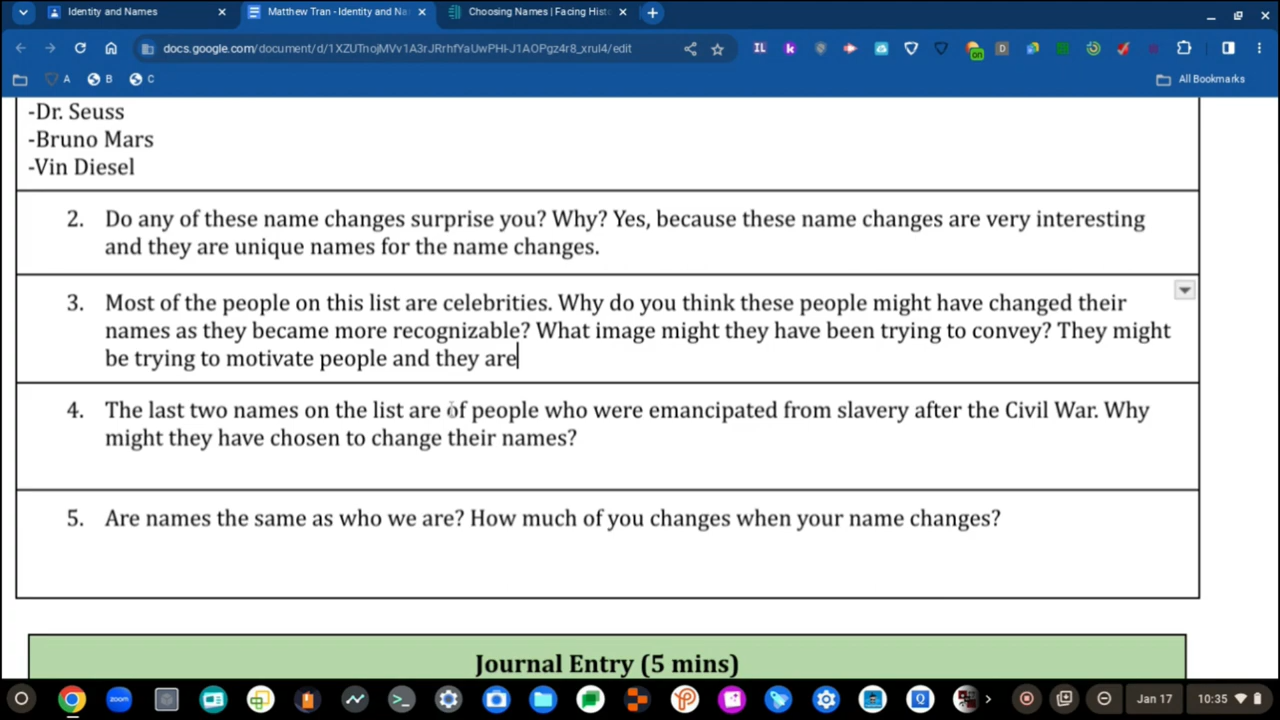 Identity and Names
Matthew Tran - Identity and Na
Choosing Names | Facing Histo
docs.google.com/document/d/1XZUTnojMVv1A3rJRrhfYaUwPHI-J1AOPgz4r8_xrul4/edit
A
B
C
All Bookmarks
-Dr. Seuss
-Bruno Mars
-Vin Diesel
2. Do any of these name changes surprise you? Why? Yes, because these name changes are very interesting
and they are unique names for the name changes.
3. Most of the people on this list are celebrities. Why do you think these people might have changed their
names as they became more recognizable? What image might they have been trying to convey? They might
be trying to motivate people and they are
4. The last two names on the list are of people who were emancipated from slavery after the Civil War. Why
might they have chosen to change their names?
5. Are names the same as who we are? How much of you changes when your name changes?
Journal Entry (5 mins)
zoom
Jan 17
10:35